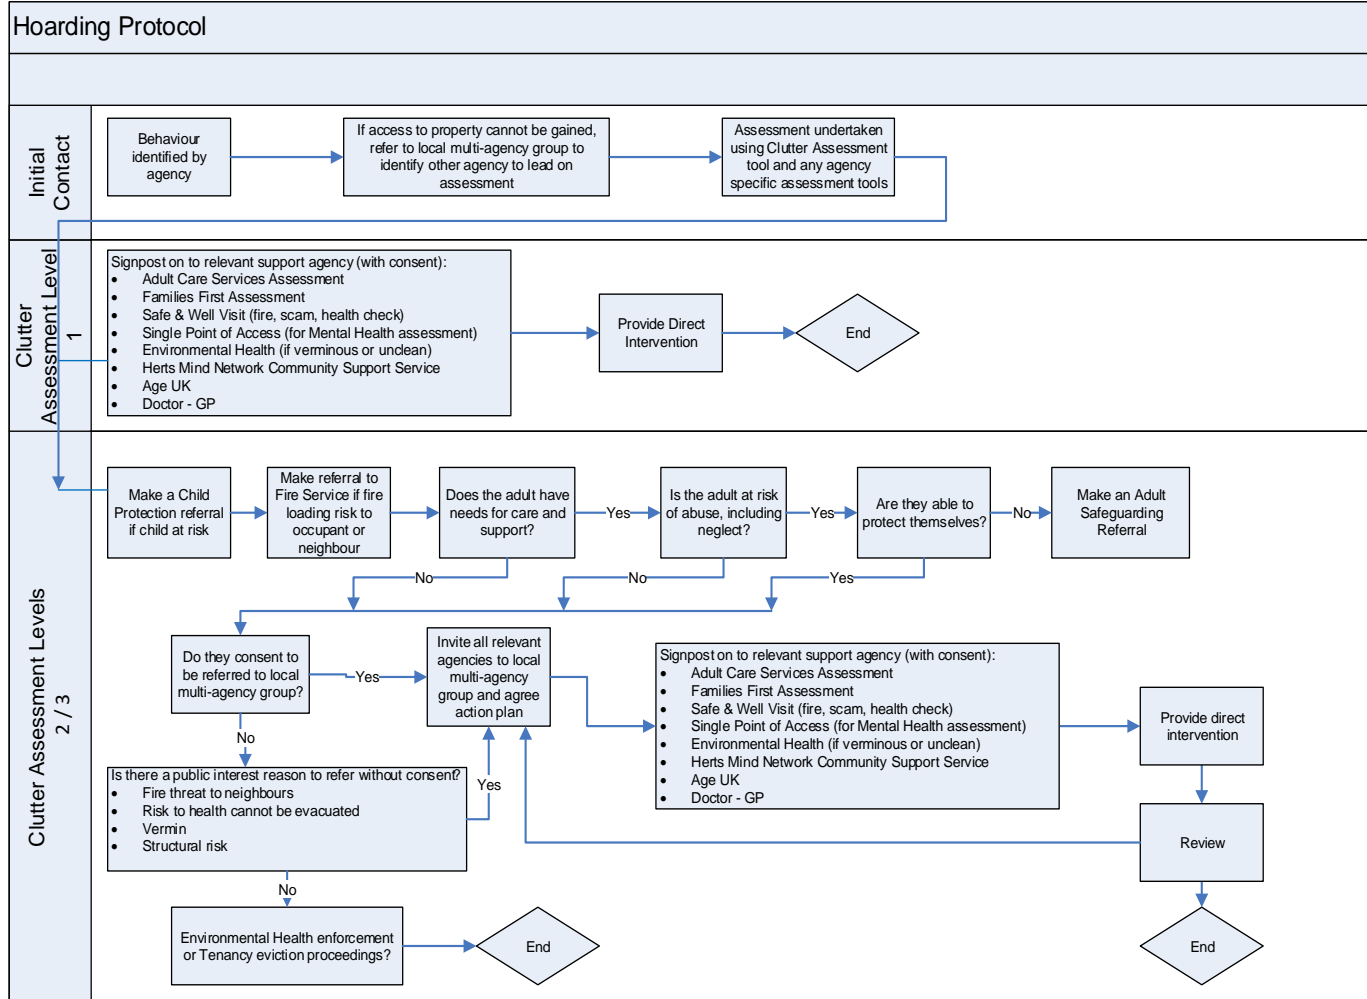 Hoarding Protocol
Initial
Contact
Behaviour
identified by
agency
If access to property cannot be gained,
refer to local multi-agency group to
identify other agency to lead on
assessment
Assessment undertaken
using Clutter Assessment
tool and any agency
specific assessment tools
Clutter
Assessment Level
1
Signpost on to relevant support agency (with consent):
• Adult Care Services Assessment
• Families First Assessment
• Safe & Well Visit (fire, scam, health check)
• Single Point of Access (for Mental Health assessment)
• Environmental Health (if verminous or unclean)
• Herts Mind Network Community Support Service
• Age UK
• Doctor - GP
Provide Direct
Intervention
End
Clutter Assessment Levels
2 / 3
Make a Child
Protection referral
if child at risk
Make referral to
Fire Service if fire
loading risk to
occupant or
neighbour
Does the adult have
needs for care and
support?
Yes
Is the adult at risk
of abuse, including
neglect?
Yes
Are they able to
protect themselves?
No
Make an Adult
Safeguarding
Referral
No
No
Yes
Do they consent to
be referred to local
multi-agency group?
Yes
Invite all relevant
agencies to local
multi-agency
group and agree
action plan
Signpost on to relevant support agency (with consent):
• Adult Care Services Assessment
• Families First Assessment
• Safe & Well Visit (fire, scam, health check)
• Single Point of Access (for Mental Health assessment)
• Environmental Health (if verminous or unclean)
• Herts Mind Network Community Support Service
• Age UK
• Doctor - GP
Provide direct
intervention
No
Is there a public interest reason to refer without consent?
• Fire threat to neighbours
• Risk to health cannot be evacuated
• Vermin
• Structural risk
Yes
Review
No
Environmental Health enforcement
or Tenancy eviction proceedings?
End
End